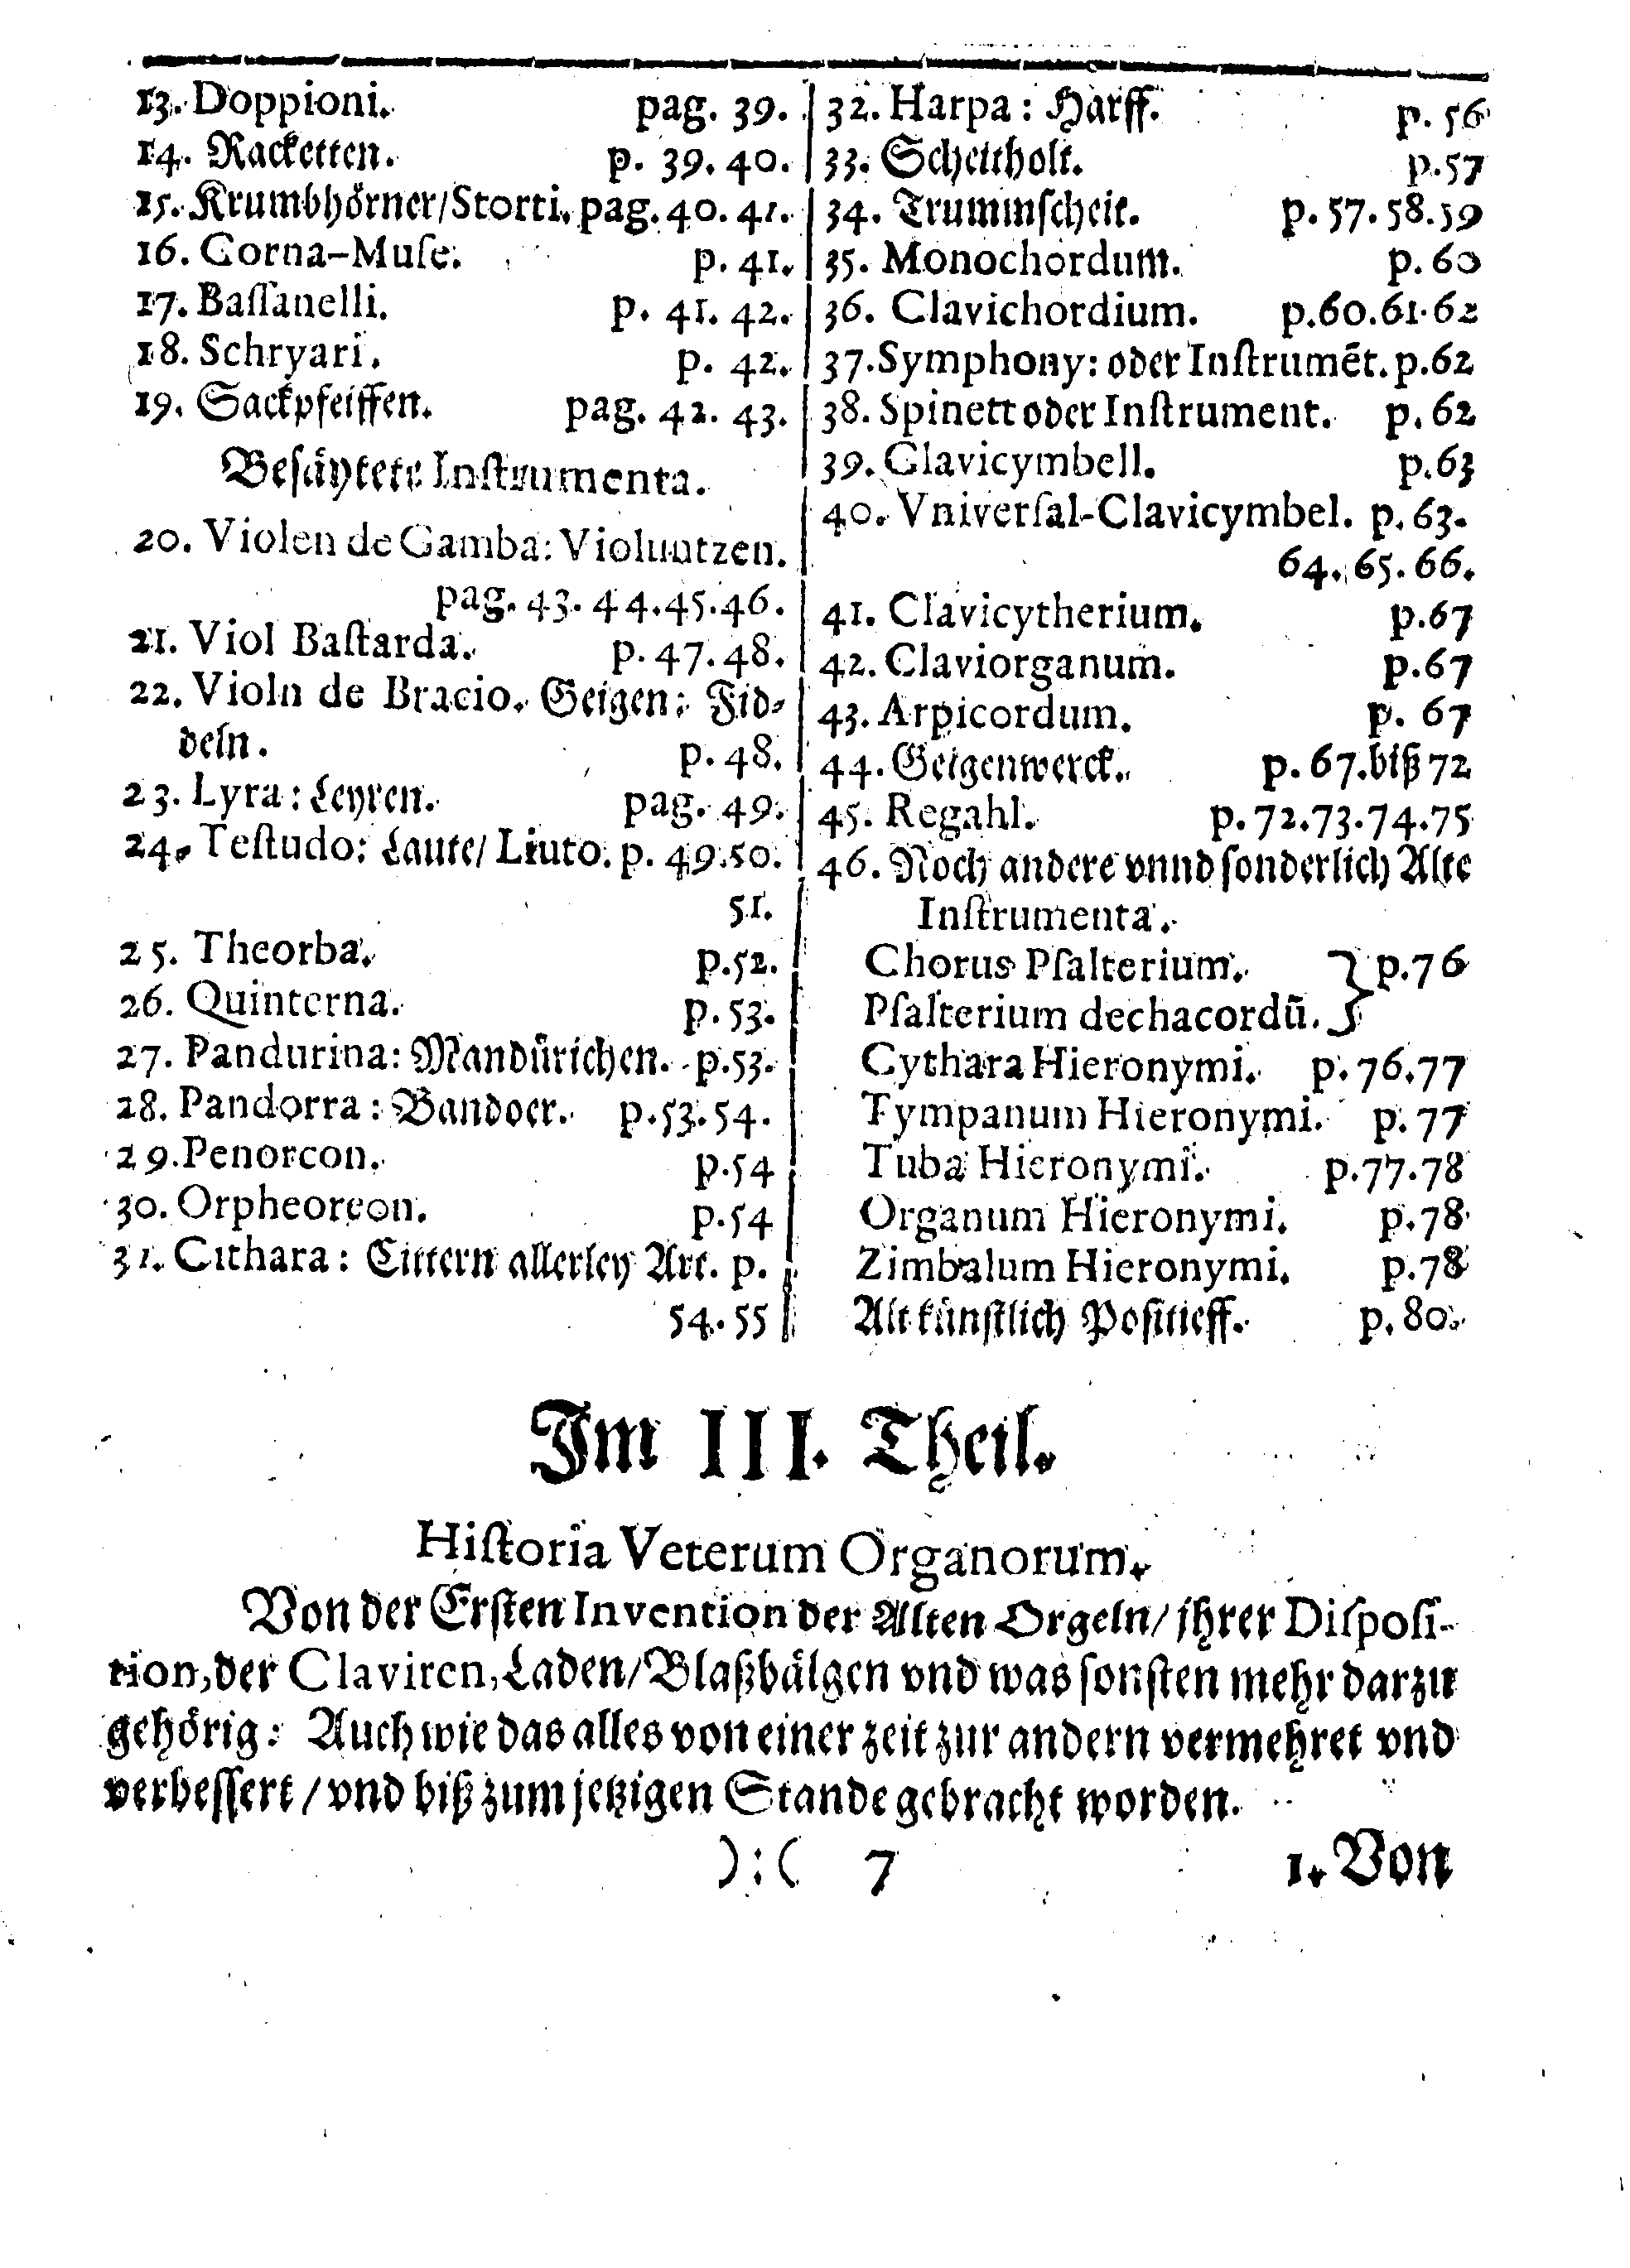 13. Doppioni. pag. 39.
14. Racketten. p. 39. 40.
15. Krumbhörner/Storti. pag. 40. 41.
16. Corna-Muſe. p. 41.
17. Baſſanelli. p. 41. 42.
18. Schryari. p. 42.
19. Sackpfeiffen. pag. 42. 43.
Beſäytete Inſtrumenta.
20. Violen de Gamba: Violuntzen.
pag. 43. 44. 45. 46.
21. Viol Baſtarda. p. 47. 48.
22. Violn de Bracio. Geigen: Fid-
deln. p. 48.
23. Lyra: Leyren. pag. 49.
24. Teſtudo: Laute/ Liuto. p. 49. 50.
51.
25. Theorba. p. 52.
26. Quinterna. p. 53.
27. Pandurina: Mandürichen. p. 53.
28. Pandorra: Bandoer. p. 53. 54.
29. Penorcon. p. 54
30. Orpheoreon. p. 54
31. Cithara: Cittern allerley Art. p.
54. 55
32. Harpa: Harff. p. 56
33. Scheitholt. p. 57
34. Trummſcheit. p. 57. 58. 59
35. Monochordum. p. 60
36. Clavichordium. p. 60. 61. 62
37. Symphony: oder Inſtrumēt. p. 62
38. Spinett oder Inſtrument. p. 62
39. Clavicymbell. p. 63
40. Vniverſal-Clavicymbel. p. 63.
64. 65. 66.
41. Clavicytherium. p. 67
42. Claviorganum. p. 67
43. Arpicordum. p. 67
44. Geigenwerck. p. 67. biß 72
45. Regahl. p. 72. 73. 74. 75
46. Noch andere vnnd ſonderlich Alte
Inſtrumenta.
Chorus Pſalterium. } p. 76
Pſalterium dechacordū.
Cythara Hieronymi. p. 76. 77
Tympanum Hieronymi. p. 77
Tuba Hieronymi. p. 77. 78
Organum Hieronymi. p. 78
Zimbalum Hieronymi. p. 78
Alt künſtlich Poſitieff. p. 80.
Im III. Theil.
Hiſtoria Veterum Organorum.
Von der Erſten Invention der Alten Orgeln/ jhrer Diſpoſi-
tion, der Claviren, Laden/ Blaßbälgen vnd was ſonſten mehr darzu
gehörig: Auch wie das alles von einer zeit zur andern vermehret vnd
verbeſſert/ vnd biß zum jetzigen Stande gebracht worden.
):( 7 1. Von